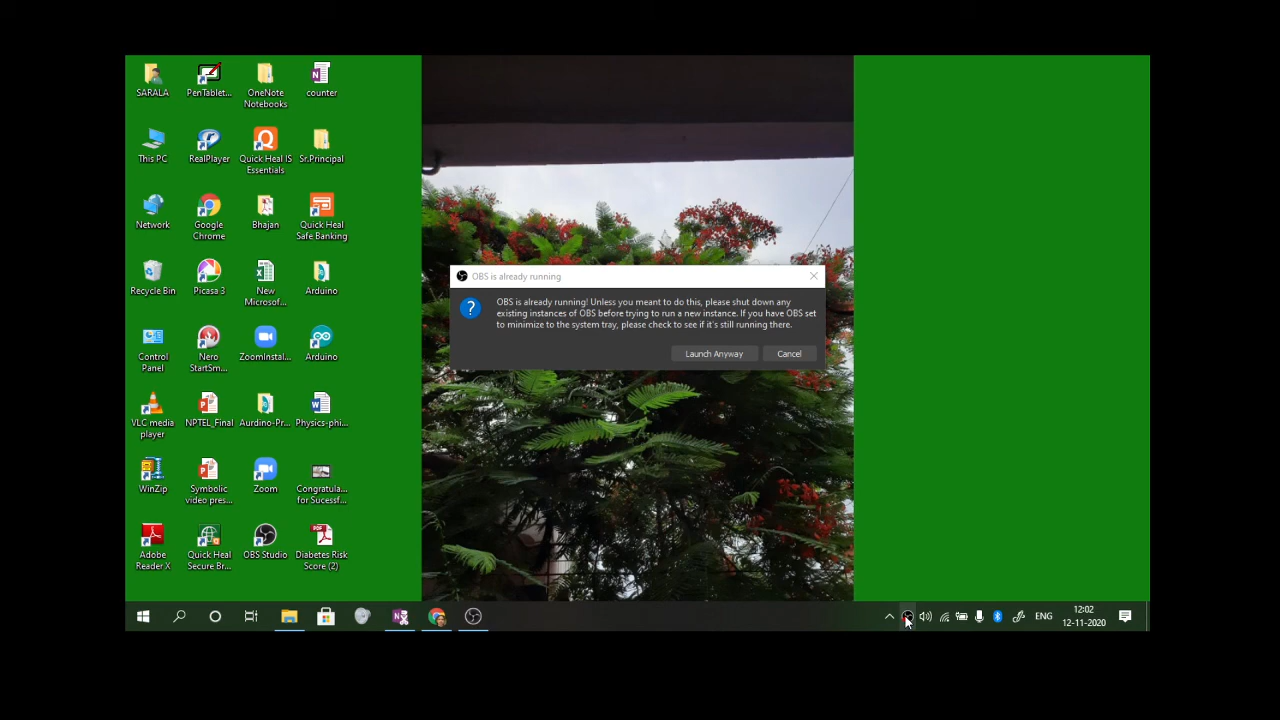 SARALA
PenTablet...
OneNote
Notebooks
counter
This PC
RealPlayer
Quick Heal IS
Essentials
Sr.Principal
Network
Google
Chrome
Bhajan
Quick Heal
Safe Banking
Recycle Bin
Picasa 3
New
Microsof...
Arduino
Control
Panel
Nero
StartSm...
ZoomInstal...
Arduino
VLC media
player
NPTEL_Final
Aurdino-Pr...
Physics-phi...
WinZip
Symbolic
video pres...
Zoom
Congratula...
for Sucessf...
Adobe
Reader X
Quick Heal
Secure Br...
OBS Studio
Diabetes Risk
Score (2)
OBS is already running
OBS is already running! Unless you meant to do this, please shut down any
existing instances of OBS before trying to run a new instance. If you have OBS set
to minimize to the system tray, please check to see if it's still running there.
Launch Anyway
Cancel
ENG
12:02
12-11-2020